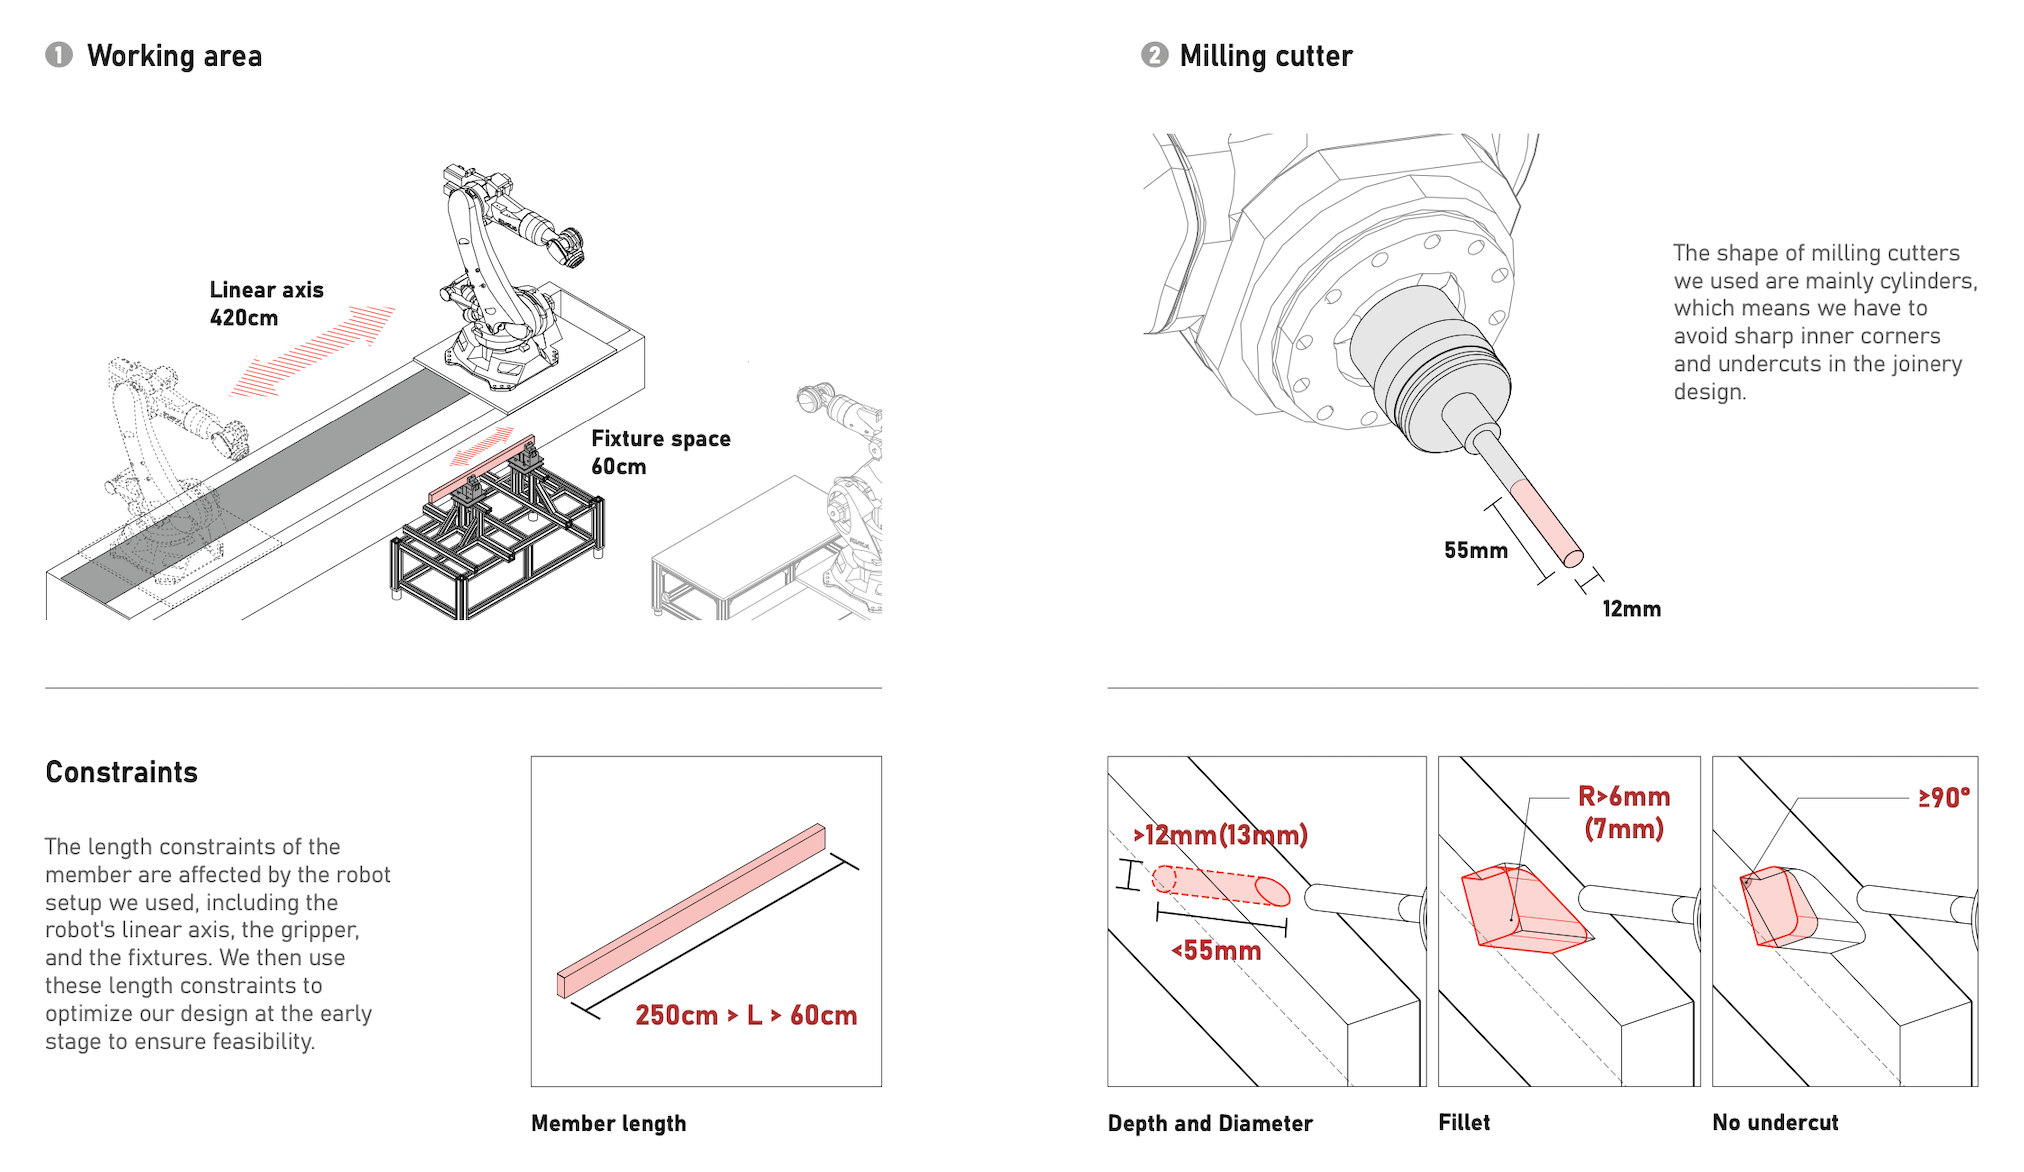 1 Working area
Linear axis
420cm
Fixture space
60cm
Constraints
The length constraints of the
member are affected by the robot
setup we used, including the
robot's linear axis, the gripper,
and the fixtures. We then use
these length constraints to
optimize our design at the early
stage to ensure feasibility.
250cm > L > 60cm
Member length
2 Milling cutter
The shape of milling cutters
we used are mainly cylinders,
which means we have to
avoid sharp inner corners
and undercuts in the joinery
design.
55mm
12mm
>12mm(13mm)
<55mm
Depth and Diameter
R>6mm
(7mm)
Fillet
≥90°
No undercut